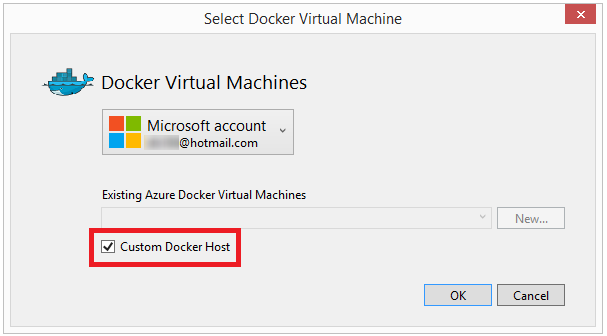 Select Docker Virtual Machine
Docker Virtual Machines
Microsoft account
@hotmail.com
Existing Azure Docker Virtual Machines
New...
Custom Docker Host
OK
Cancel